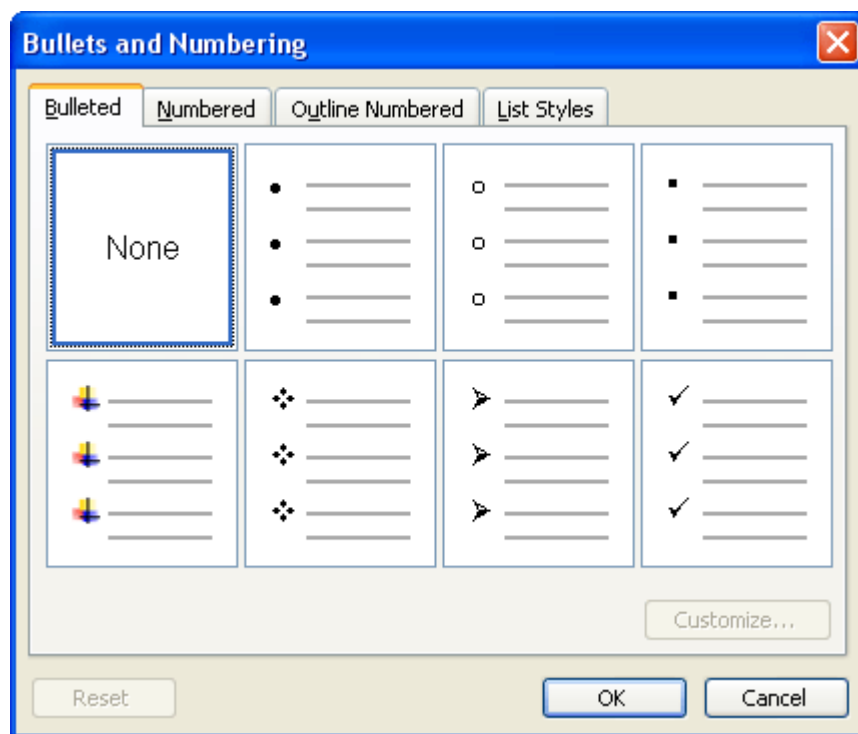 Bullets and Numbering
Bulleted Numbered Outline Numbered List Styles
None
Customize...
Reset OK Cancel